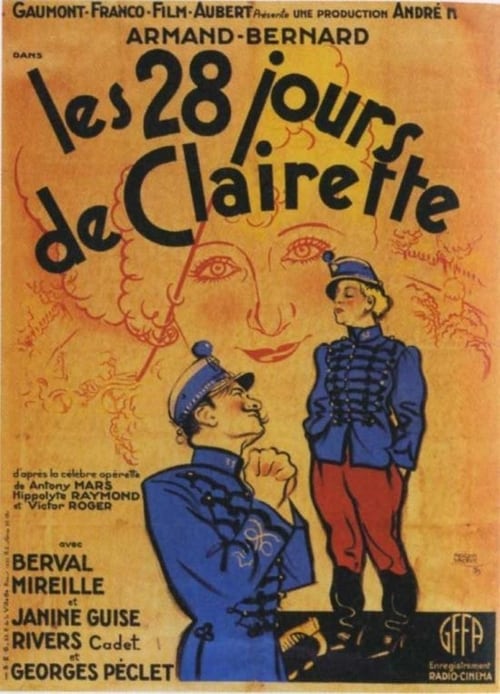 GAUMONT-FRANCO-FILM-AUBERT Présente UNE PRODUCTION ANDRÉ
ARMAND-BERNARD
DANS
les 28 jours
de Clairette
d'après la célèbre opérette
de Antony MARS
Hippolyte RAYMOND
et Victor ROGER
avec
BERVAL
MIREILLE
et
JANINE GUISE
RIVERS Cadet
et
GEORGES PÉCLET
GFFA
Enregistrement
RADIO-CINEMA